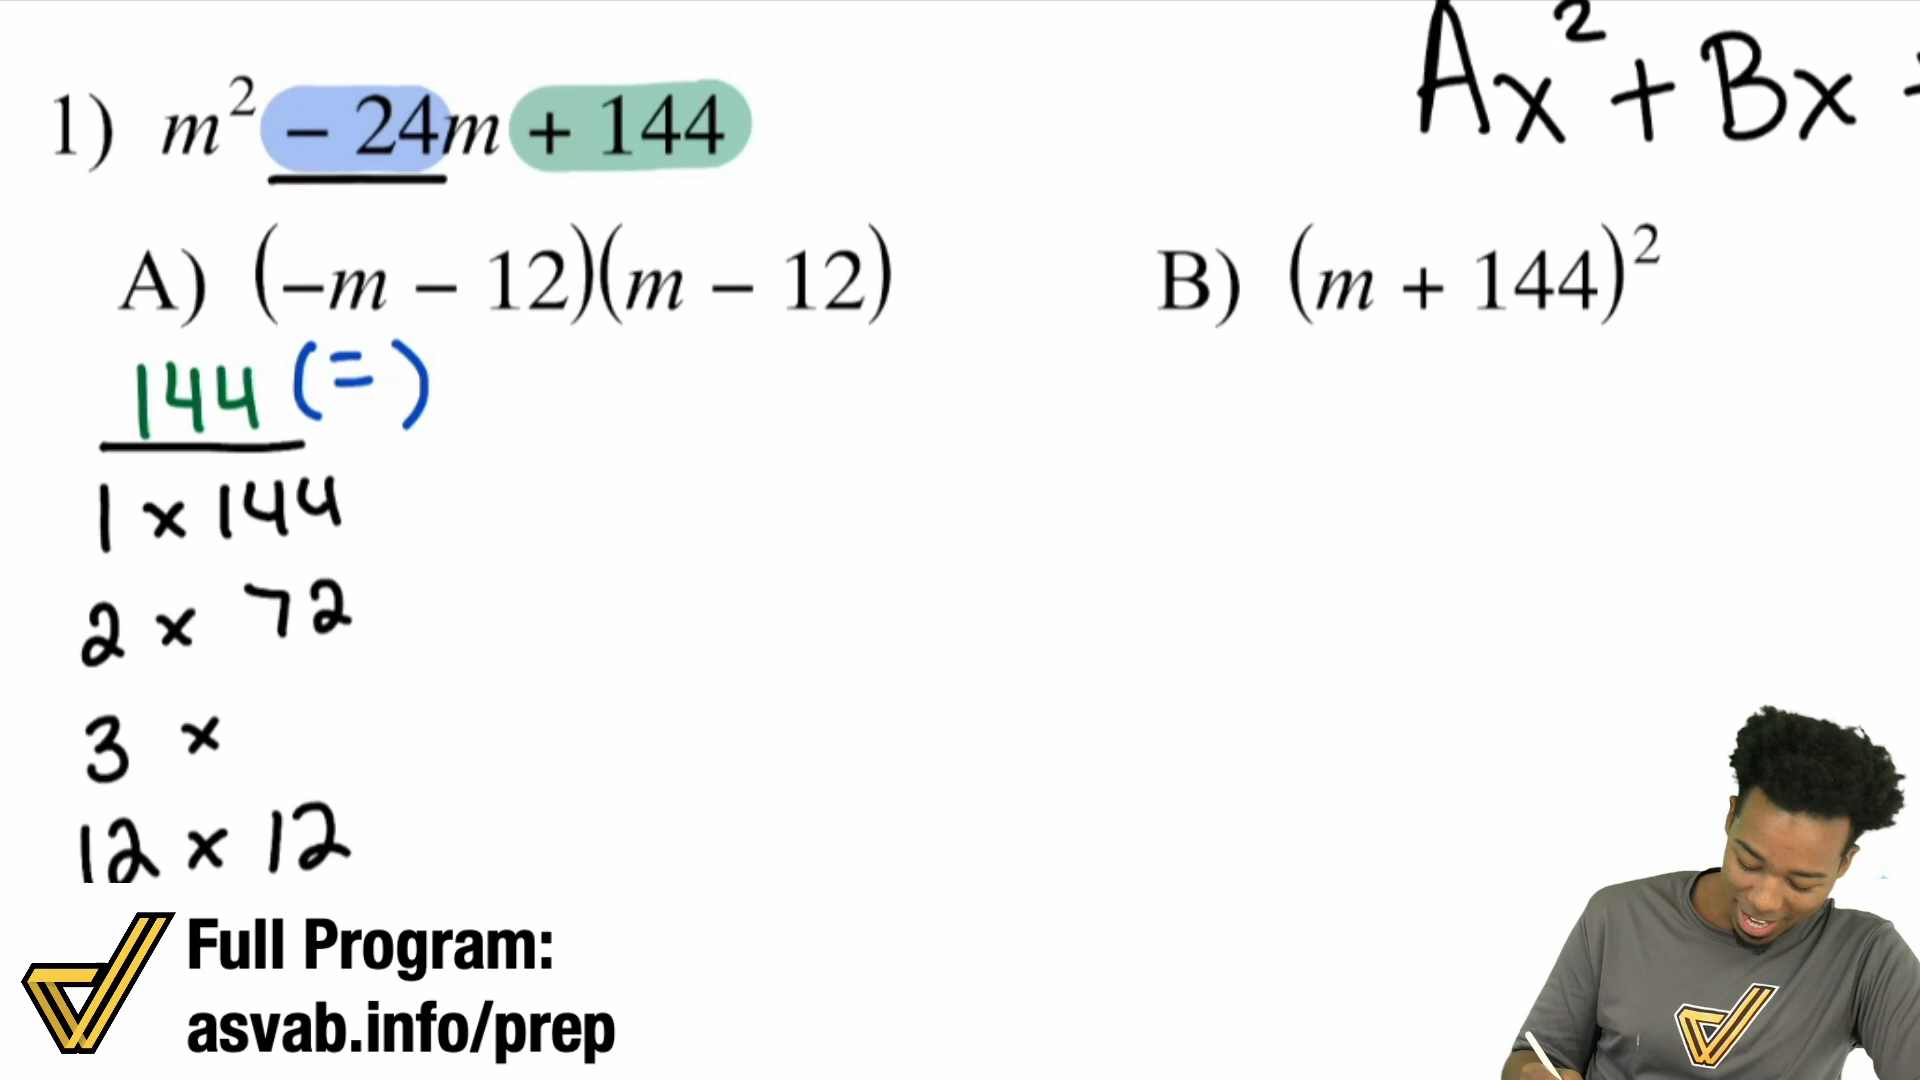 1) m² − 24m + 144
Ax² + Bx +
A) (−m − 12)(m − 12)
B) (m + 144)²
144 (= )
1 x 144
2 x 72
3 x
12 x 12
Full Program:
asvab.info/prep